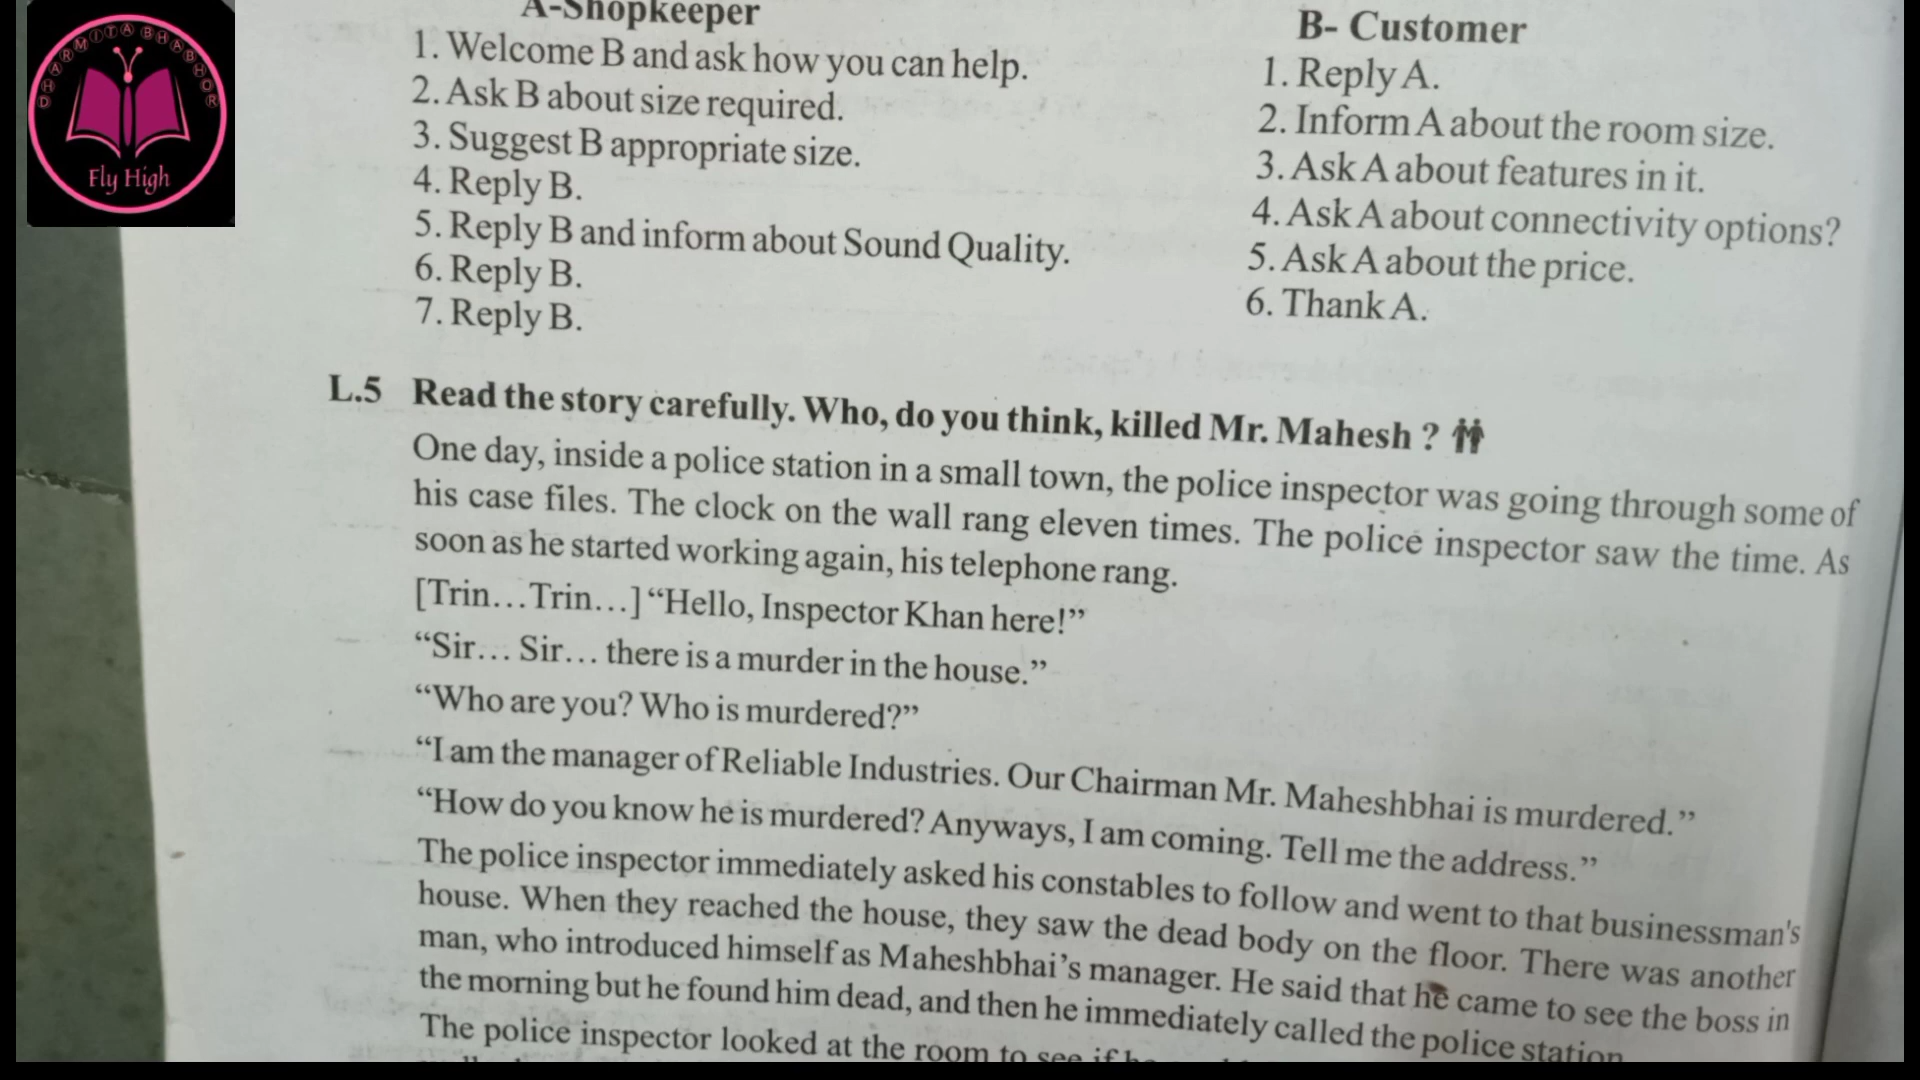 DHARMITA BHABHOR
Fly High
A-Shopkeeper
1. Welcome B and ask how you can help.
2. Ask B about size required.
3. Suggest B appropriate size.
4. Reply B.
5. Reply B and inform about Sound Quality.
6. Reply B.
7. Reply B.
B- Customer
1. Reply A.
2. Inform A about the room size.
3. Ask A about features in it.
4. Ask A about connectivity options?
5. Ask A about the price.
6. Thank A.
L.5 Read the story carefully. Who, do you think, killed Mr. Mahesh ?
One day, inside a police station in a small town, the police inspector was going through some of
his case files. The clock on the wall rang eleven times. The police inspector saw the time. As
soon as he started working again, his telephone rang.
[Trin…Trin…] “Hello, Inspector Khan here!”
“Sir… Sir… there is a murder in the house.”
“Who are you? Who is murdered?”
“I am the manager of Reliable Industries. Our Chairman Mr. Maheshbhai is murdered.”
“How do you know he is murdered? Anyways, I am coming. Tell me the address.”
The police inspector immediately asked his constables to follow and went to that businessman's
house. When they reached the house, they saw the dead body on the floor. There was another
man, who introduced himself as Maheshbhai’s manager. He said that he came to see the boss in
the morning but he found him dead, and then he immediately called the police station.
The police inspector looked at the room to see if he